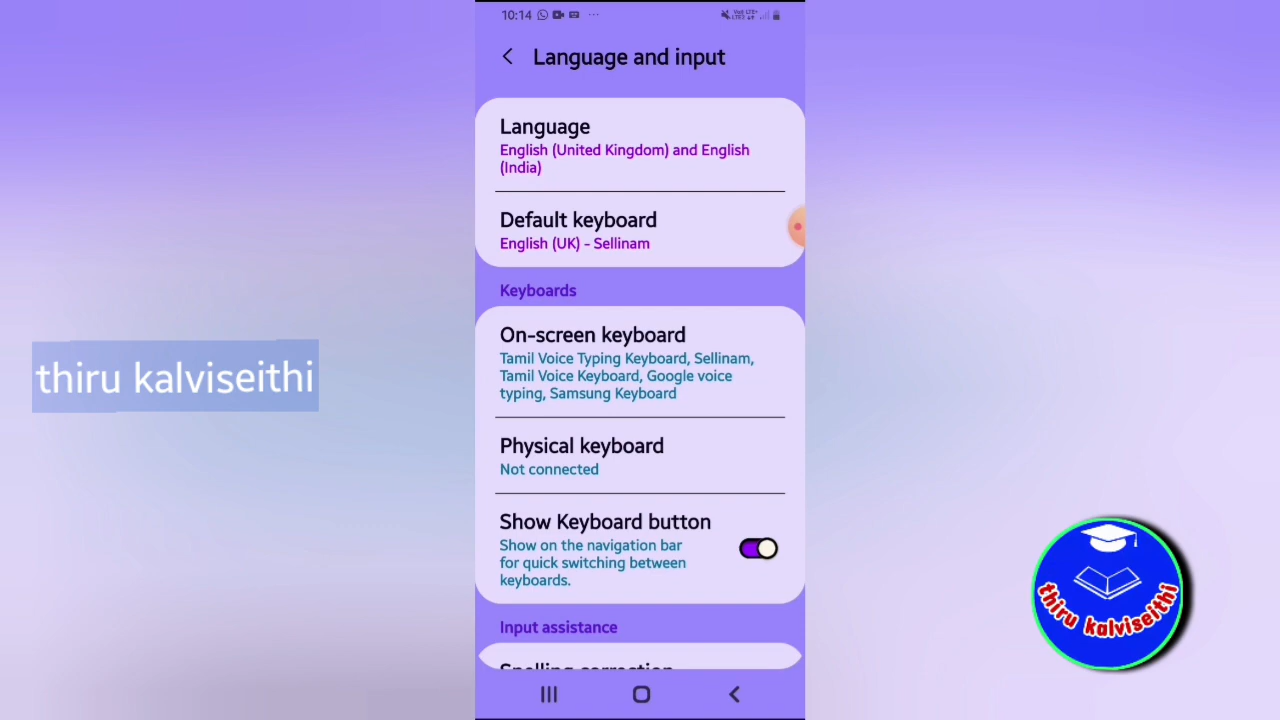 10:14
Language and input
Language
English (United Kingdom) and English
(India)
Default keyboard
English (UK) - Sellinam
Keyboards
On-screen keyboard
Tamil Voice Typing Keyboard, Sellinam,
Tamil Voice Keyboard, Google voice
typing, Samsung Keyboard
Physical keyboard
Not connected
Show Keyboard button
Show on the navigation bar
for quick switching between
keyboards.
Input assistance
Spelling correction
thiru kalviseithi
thiru kalviseithi